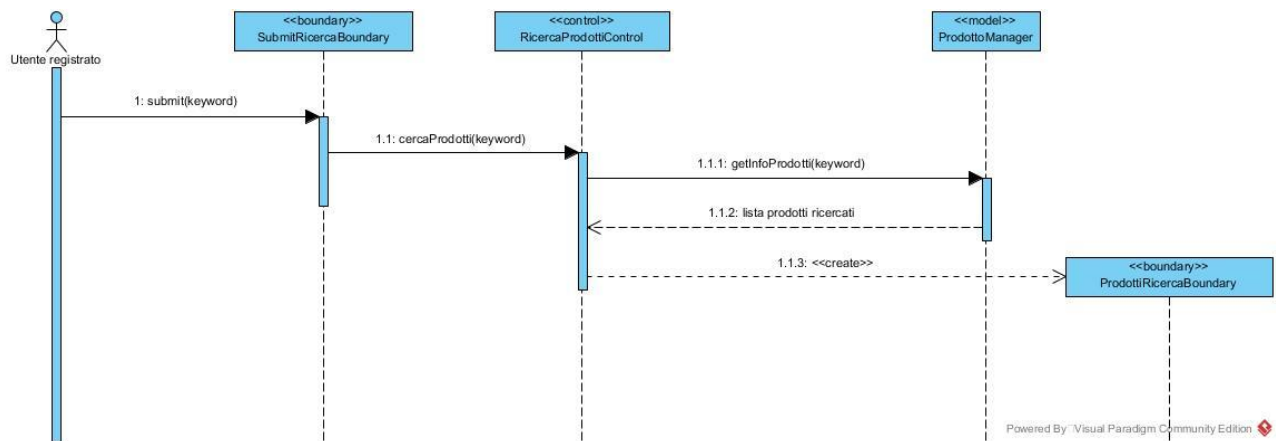 <<boundary>>
SubmitRicercaBoundary
<<control>>
RicercaProdottiControl
<<model>>
ProdottoManager
Utente registrato
1: submit(keyword)
1.1: cercaProdotti(keyword)
1.1.1: getInfoProdotti(keyword)
1.1.2: lista prodotti ricercati
1.1.3: <<create>>
<<boundary>>
ProdottiRicercaBoundary
Powered By Visual Paradigm Community Edition